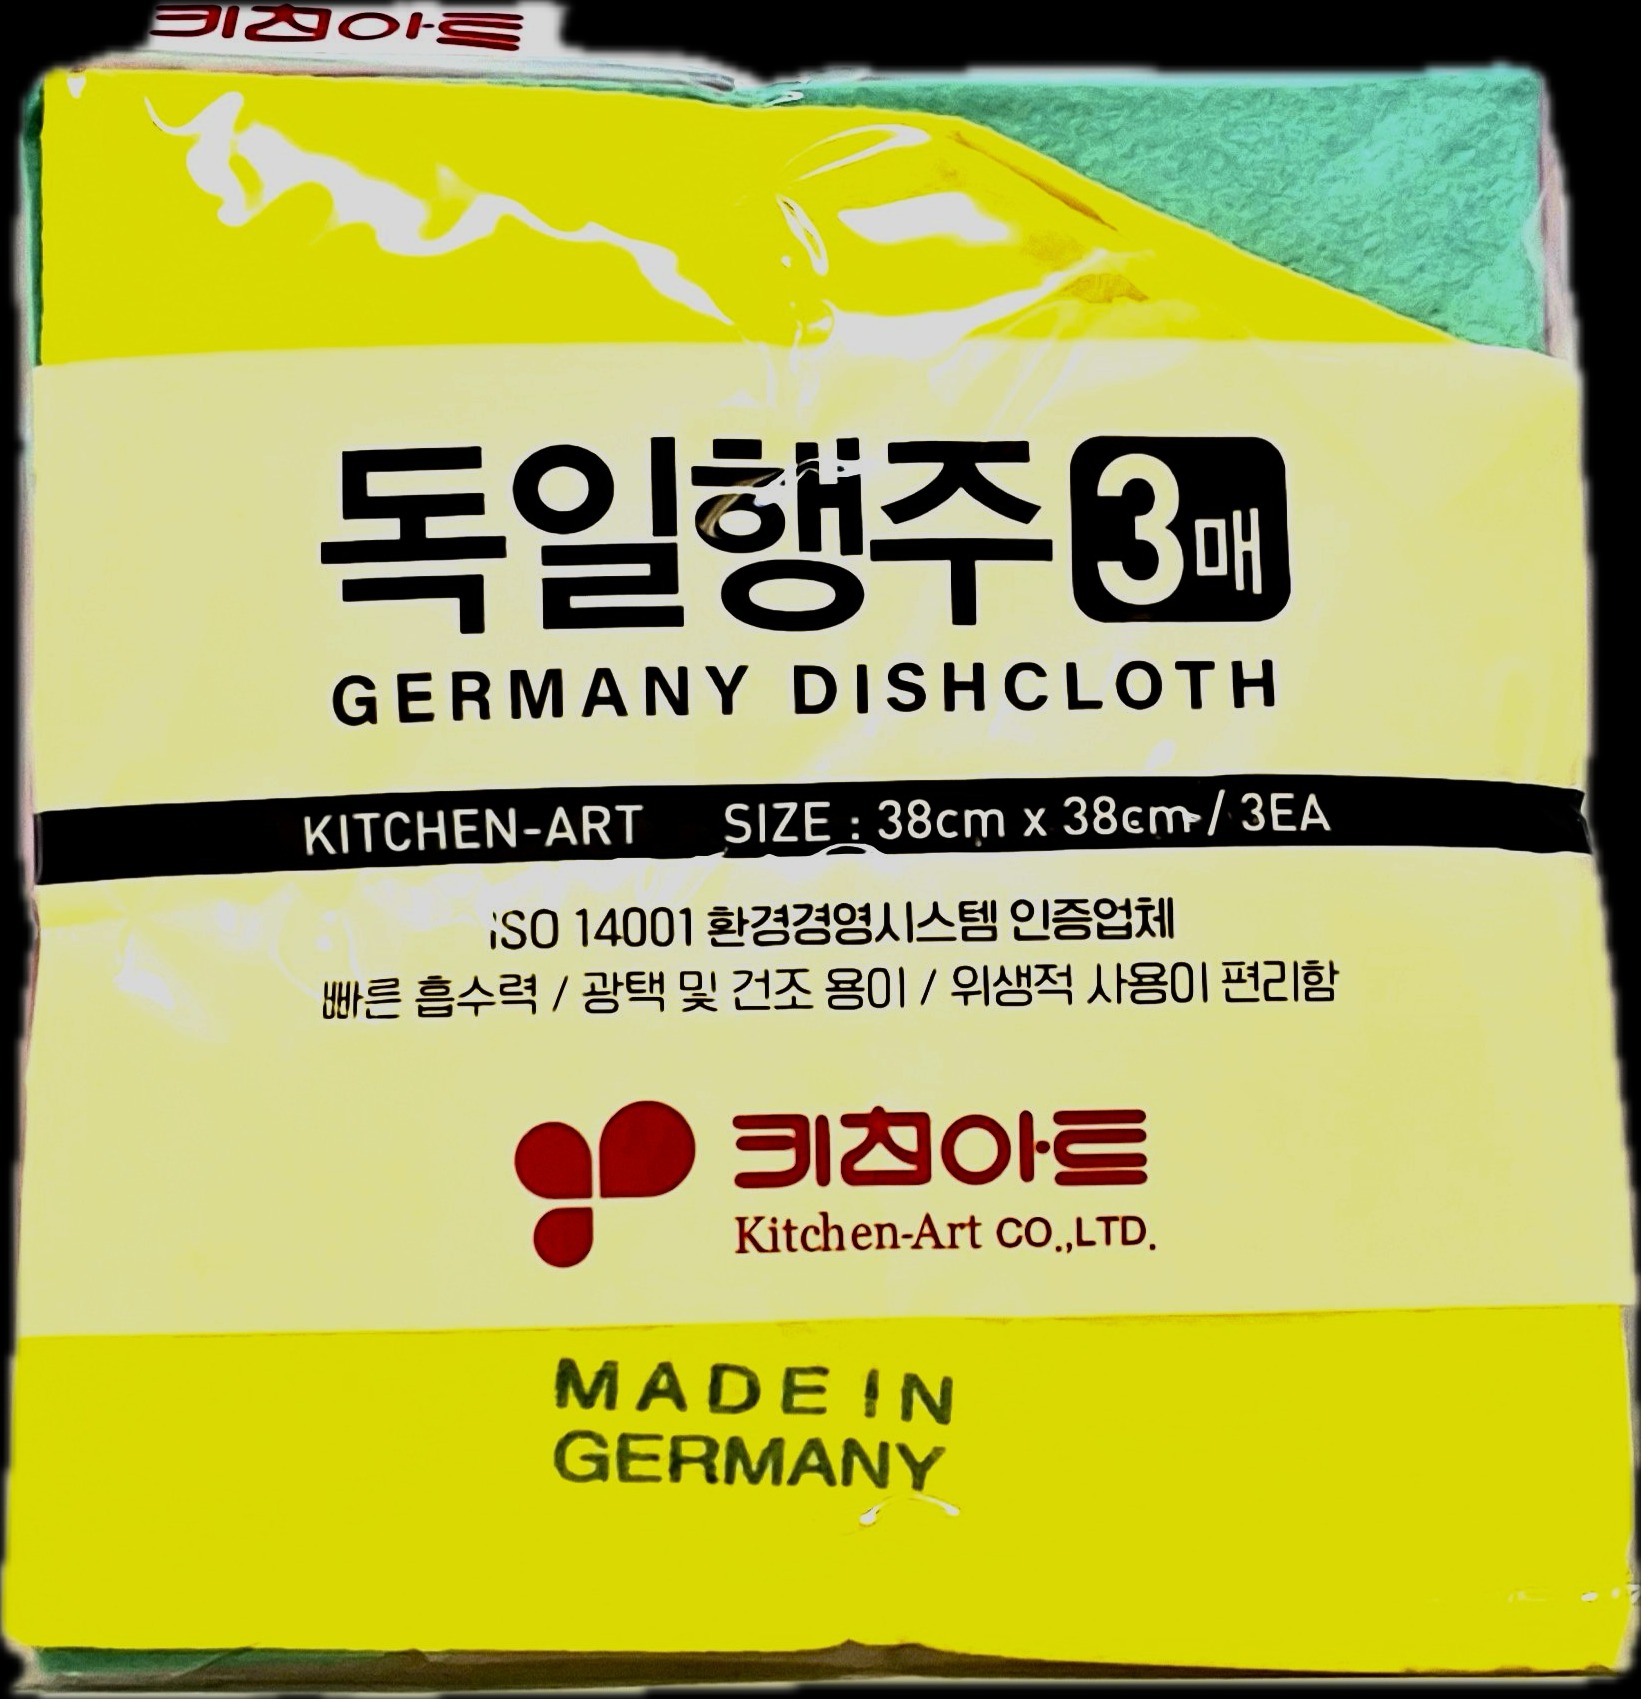 키친아트
독일행주 3매
GERMANY DISHCLOTH
KITCHEN-ART SIZE : 38cm x 38cm / 3EA
ISO 14001 환경경영시스템 인증업체
빠른 흡수력 / 광택 및 건조 용이 / 위생적 사용이 편리함
키친아트
Kitchen-Art CO.,LTD.
MADE IN
GERMANY